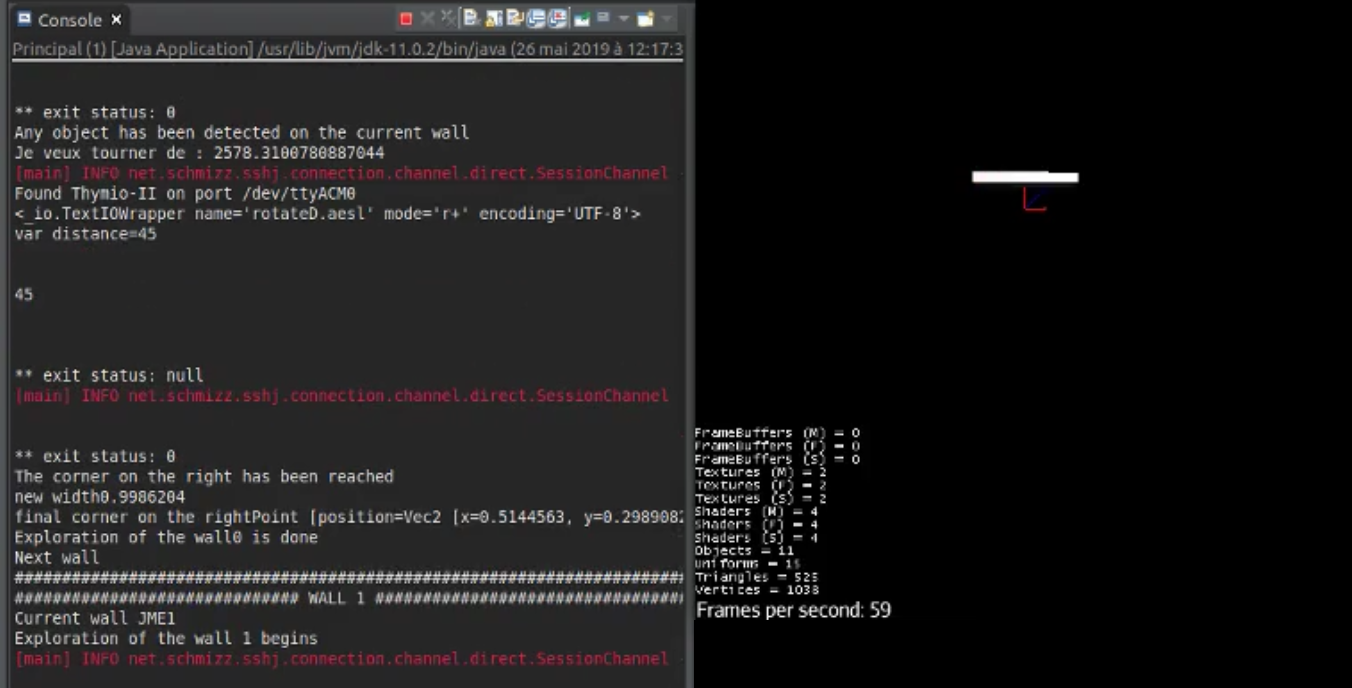 Console
Principal (1) [Java Application] /usr/lib/jvm/jdk-11.0.2/bin/java (26 mai 2019 à 12:17:3
** exit status: 0
Any object has been detected on the current wall
Je veux tourner de : 2578.3100780887044
[main] INFO net.schmizz.sshj.connection.channel.direct.SessionChannel
Found Thymio-II on port /dev/ttyACM0
<_io.TextIOWrapper name='rotateD.aesl' mode='r+' encoding='UTF-8'>
var distance=45
45
** exit status: null
[main] INFO net.schmizz.sshj.connection.channel.direct.SessionChannel
** exit status: 0
The corner on the right has been reached
new width0.9986204
final corner on the rightPoint [position=Vec2 [x=0.5144563, y=0.2989082
Exploration of the wall0 is done
Next wall
########################################################################
############################## WALL 1 #################################
Current wall JME1
Exploration of the wall 1 begins
[main] INFO net.schmizz.sshj.connection.channel.direct.SessionChannel
FrameBuffers (M) = 0
FrameBuffers (F) = 0
FrameBuffers (S) = 0
Textures (M) = 2
Textures (F) = 2
Textures (S) = 2
Shaders (M) = 4
Shaders (F) = 4
Shaders (S) = 4
Objects = 11
Uniforms = 15
Triangles = 525
Vertices = 1038
Frames per second: 59